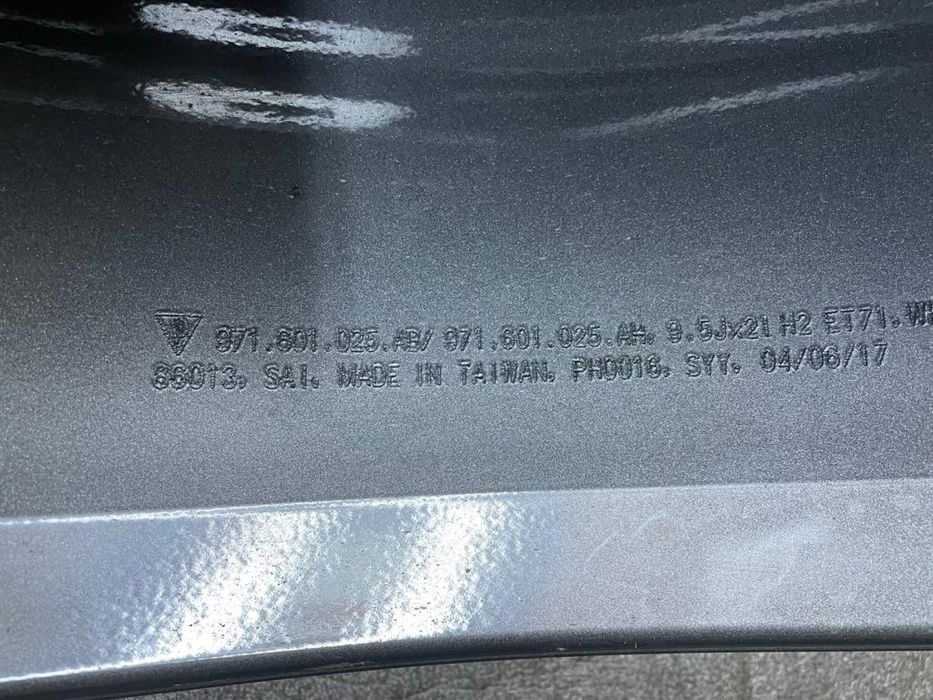 971.601.025.AB/ 971.601.025.AH. 9.5Jx21 H2 ET71.
S6013. SAI. MADE IN TAIWAN. PH0016. SYY. 04/06/17